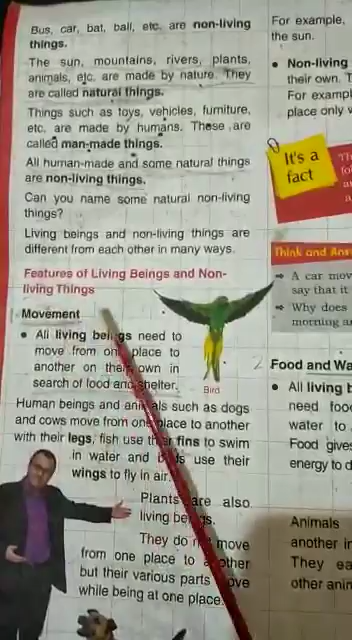 Bus, car, bat, ball, etc. are non-living
things.
The sun, mountains, rivers, plants,
animals, etc. are made by nature. They
are called natural things.
Things such as toys, vehicles, furniture,
etc. are made by humans. These are
called man-made things.
All human-made and some natural things
are non-living things.
Can you name some natural non-living
things?
Living beings and non-living things are
different from each other in many ways.
Features of Living Beings and Non-
living Things
1. Movement
• All living beings need to
move from one place to
another on their own in
search of food and shelter.
Bird
Human beings and animals such as dogs
and cows move from one place to another
with their legs, fish use their fins to swim
in water and birds use their
wings to fly in air.
Plants are also
living beings.
They do not move
from one place to another
but their various parts move
while being at one place.
For example,
the sun.
• Non-living
their own. T
For exampl
place only
It's a
fact
Th
fo
an
a
Think and Ans
⇒ A car mov
say that it
⇒ Why does
morning a
2 Food and Wa
• All living b
need foo
water to
Food give
energy to d
Animals
another in
They ea
other anim